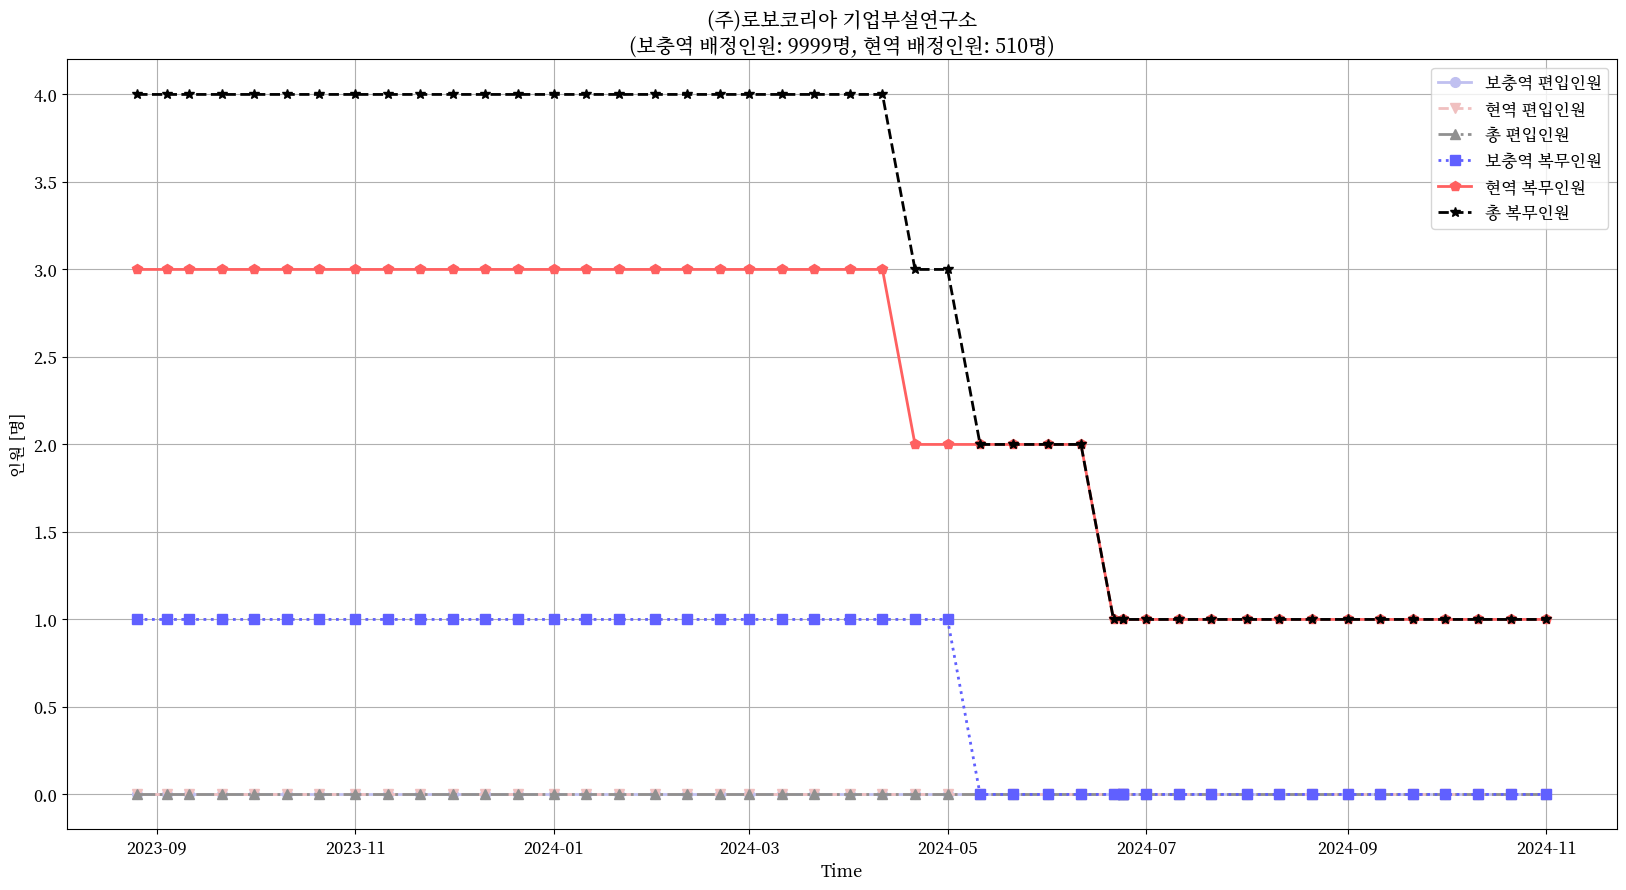 (주)로보코리아 기업부설연구소
(보충역 배정인원: 9999명, 현역 배정인원: 510명)
보충역 편입인원
현역 편입인원
총 편입인원
보충역 복무인원
현역 복무인원
총 복무인원
인원 [명]
4.0
3.5
3.0
2.5
2.0
1.5
1.0
0.5
0.0
2023-09
2023-11
2024-01
2024-03
2024-05
2024-07
2024-09
2024-11
Time